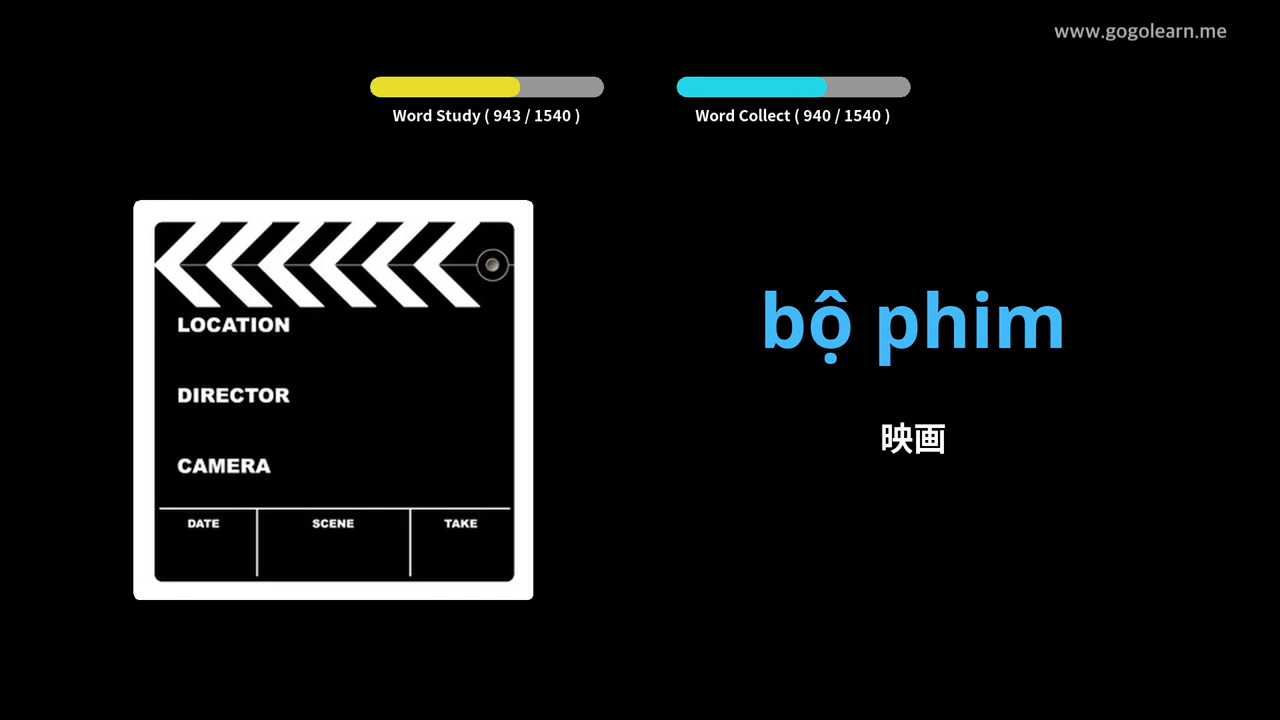 www.gogolearn.me
Word Study ( 943 / 1540 )
Word Collect ( 940 / 1540 )
LOCATION
DIRECTOR
CAMERA
DATE
SCENE
TAKE
bộ phim
映画